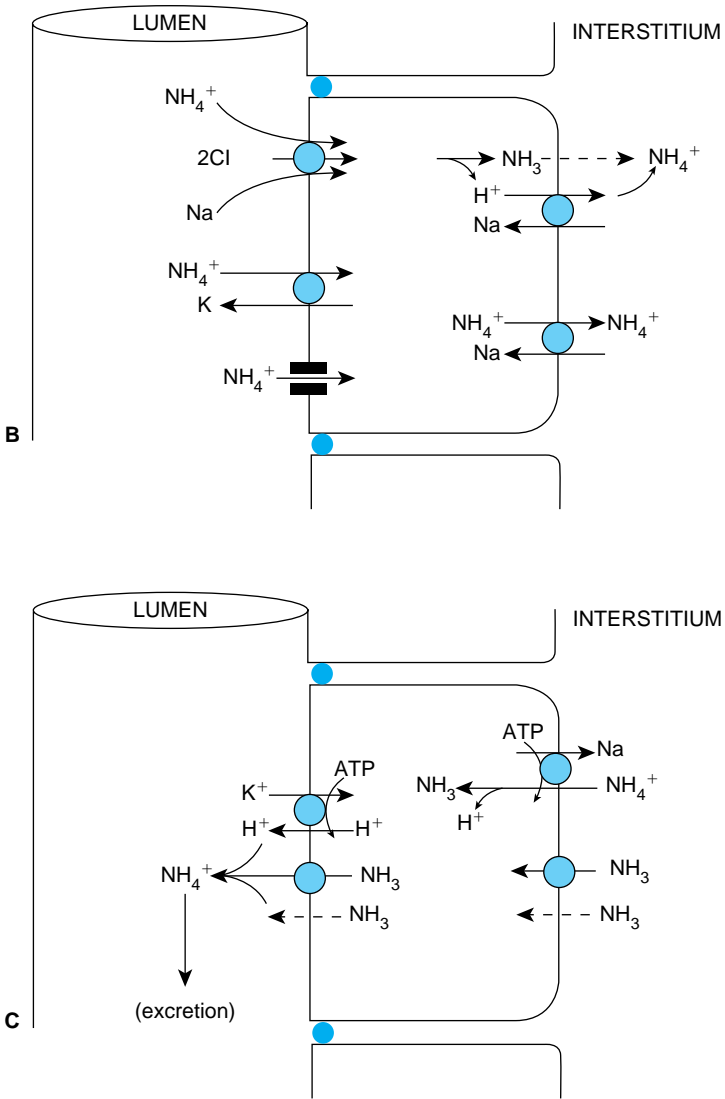 LUMEN
INTERSTITIUM
NH₄⁺
2Cl
NH₃
NH₄⁺
H⁺
Na
Na
NH₄⁺
K
NH₄⁺
NH₄⁺
Na
NH₄⁺
B
LUMEN
INTERSTITIUM
ATP
Na
ATP
K⁺
NH₃
NH₄⁺
H⁺
H⁺
H⁺
NH₄⁺
NH₃
NH₃
NH₃
NH₃
(excretion)
C